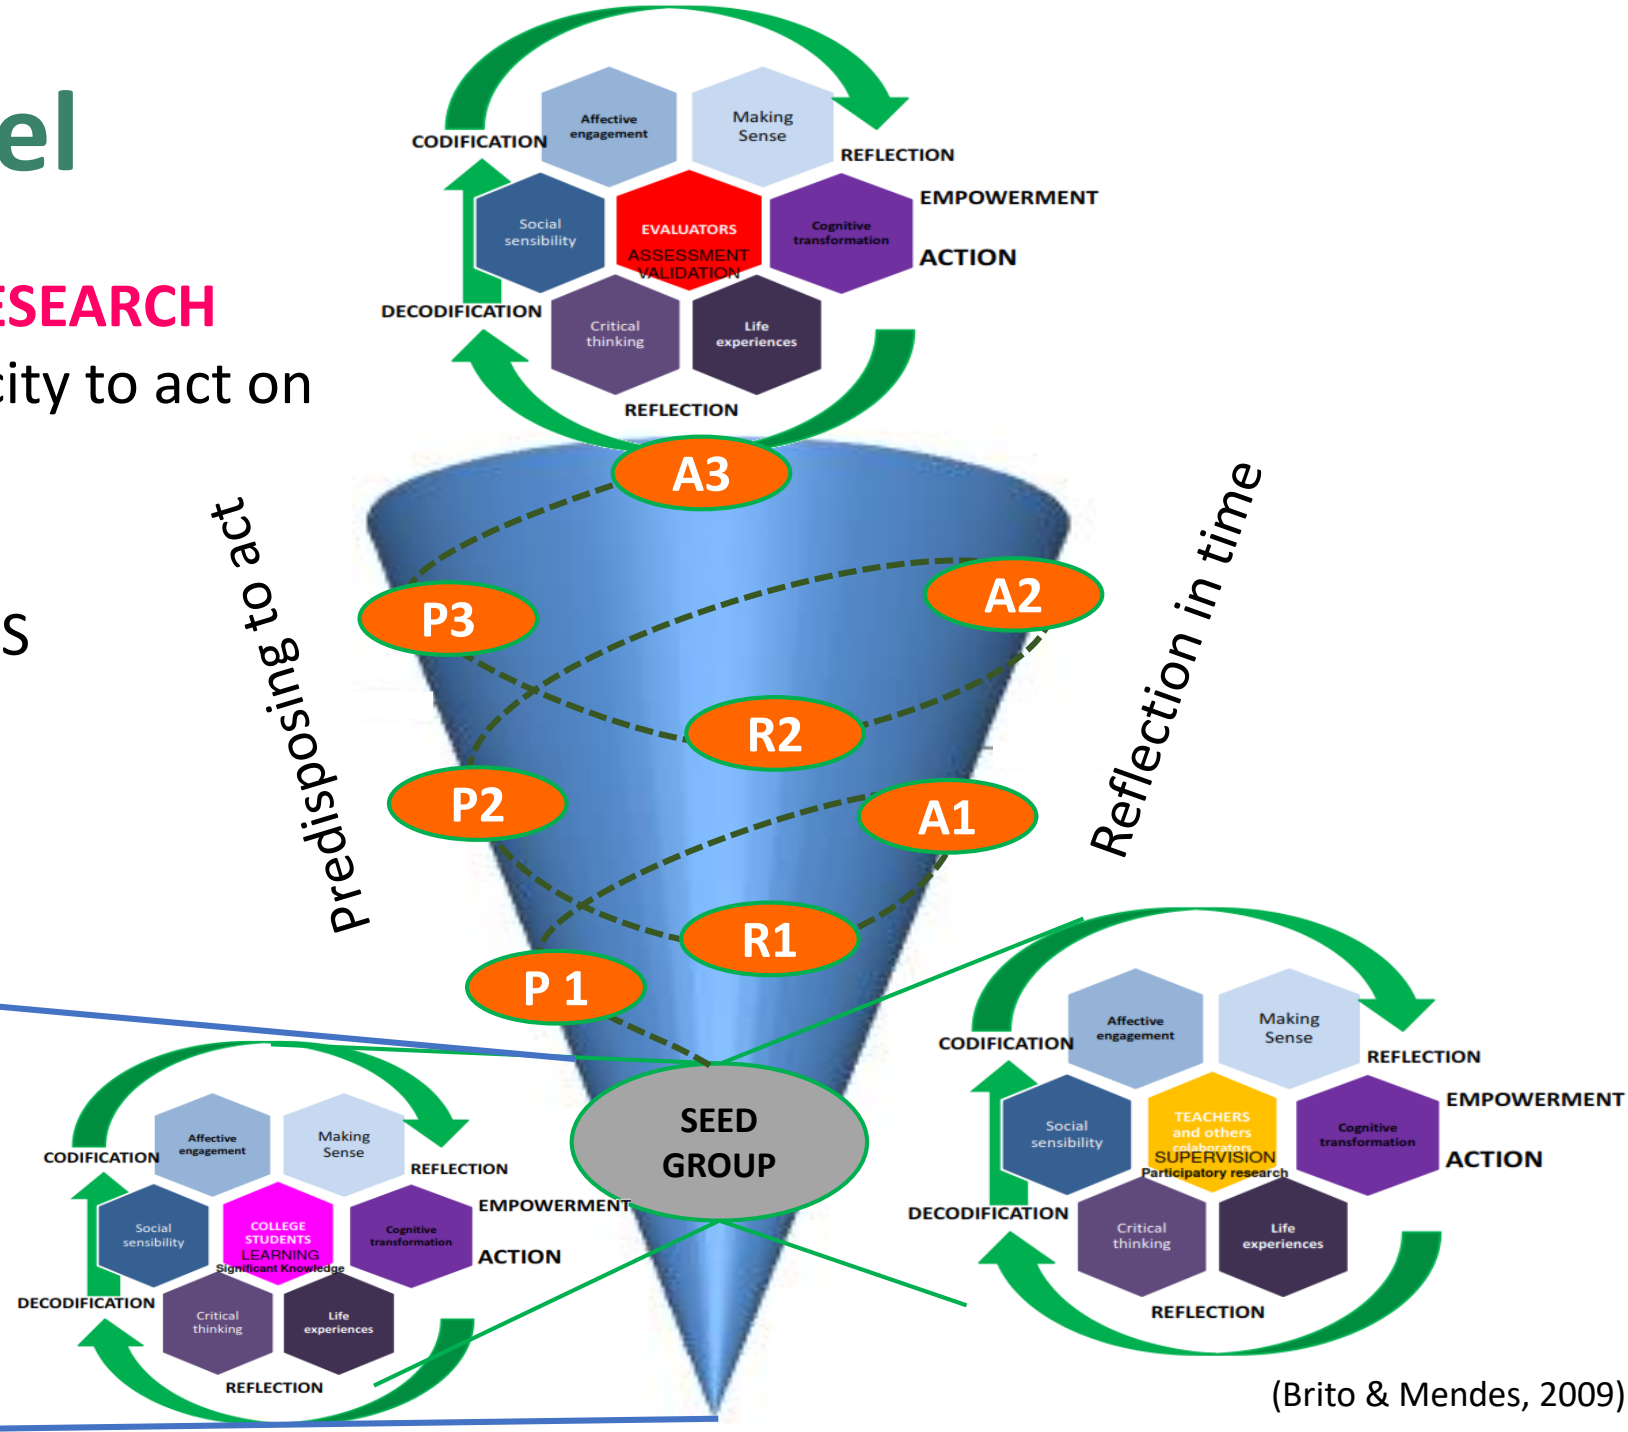 el
ESEARCH
city to act on
s
CODIFICATION
Affective
engagement
Making
Sense
REFLECTION
EMPOWERMENT
Social
sensibility
EVALUATORS
ASSESSMENT
VALIDATION
Cognitive
transformation
ACTION
DECODIFICATION
Critical
thinking
Life
experiences
REFLECTION
Predisposing to act
Reflection in time
A3
P3
A2
R2
P2
A1
R1
P 1
SEED
GROUP
CODIFICATION
Affective
engagement
Making
Sense
REFLECTION
EMPOWERMENT
Social
sensibility
COLLEGE
STUDENTS
LEARNING
Significant Knowledge
Cognitive
transformation
ACTION
DECODIFICATION
Critical
thinking
Life
experiences
REFLECTION
CODIFICATION
Affective
engagement
Making
Sense
REFLECTION
EMPOWERMENT
Social
sensibility
TEACHERS
and others
colaborators
SUPERVISION
Participatory research
Cognitive
transformation
ACTION
DECODIFICATION
Critical
thinking
Life
experiences
REFLECTION
(Brito & Mendes, 2009)